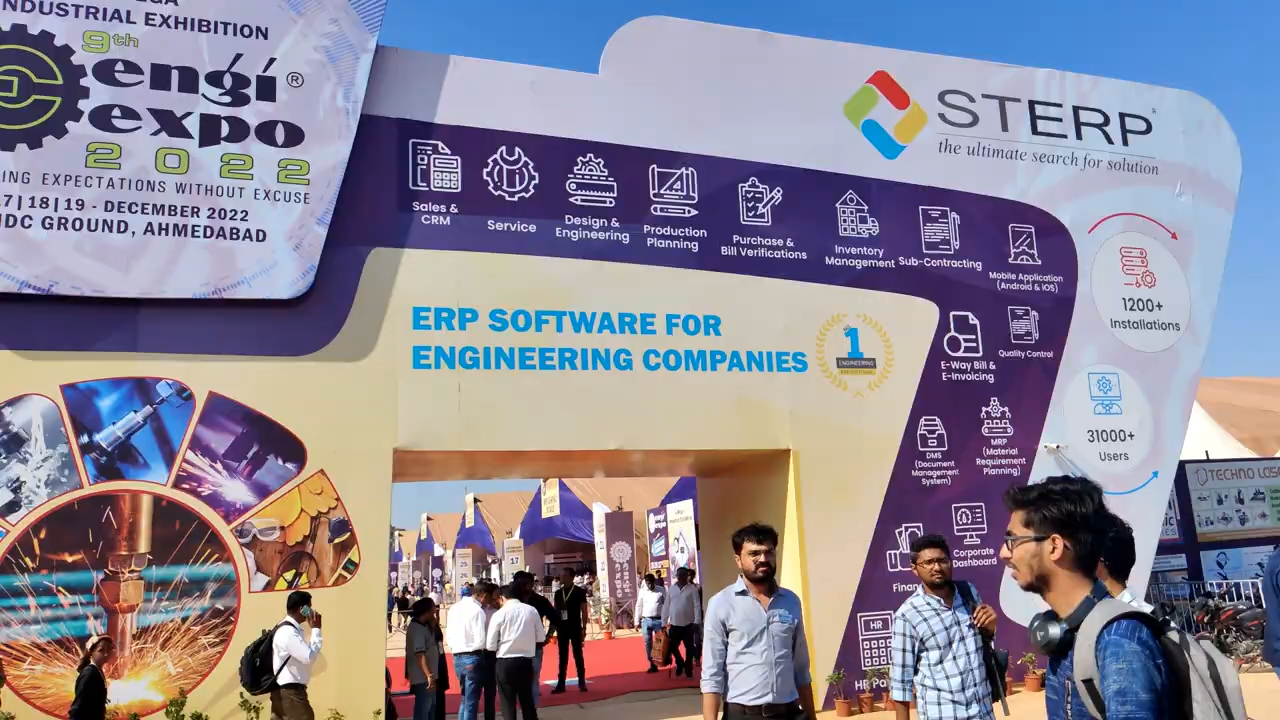 INDUSTRIAL EXHIBITION
9th
engi®
expo
2022
EXPECTATIONS WITHOUT EXCUSE
18 | 19 - DECEMBER 2022
GROUND, AHMEDABAD
STERP
the ultimate search for solution
Sales &
CRM
Service
Design &
Engineering
Production
Planning
Purchase &
Bill Verifications
Inventory
Management
Sub-Contracting
Mobile Application
(Android & iOS)
ERP SOFTWARE FOR
ENGINEERING COMPANIES
1
ENGINEERING
E-Way Bill &
E-Invoicing
Quality Control
1200+
Installations
DMS
(Document
Management
System)
MRP
(Material
Requirement
Planning)
31000+
Users
Corporate
Dashboard
HR
TECHNO
17